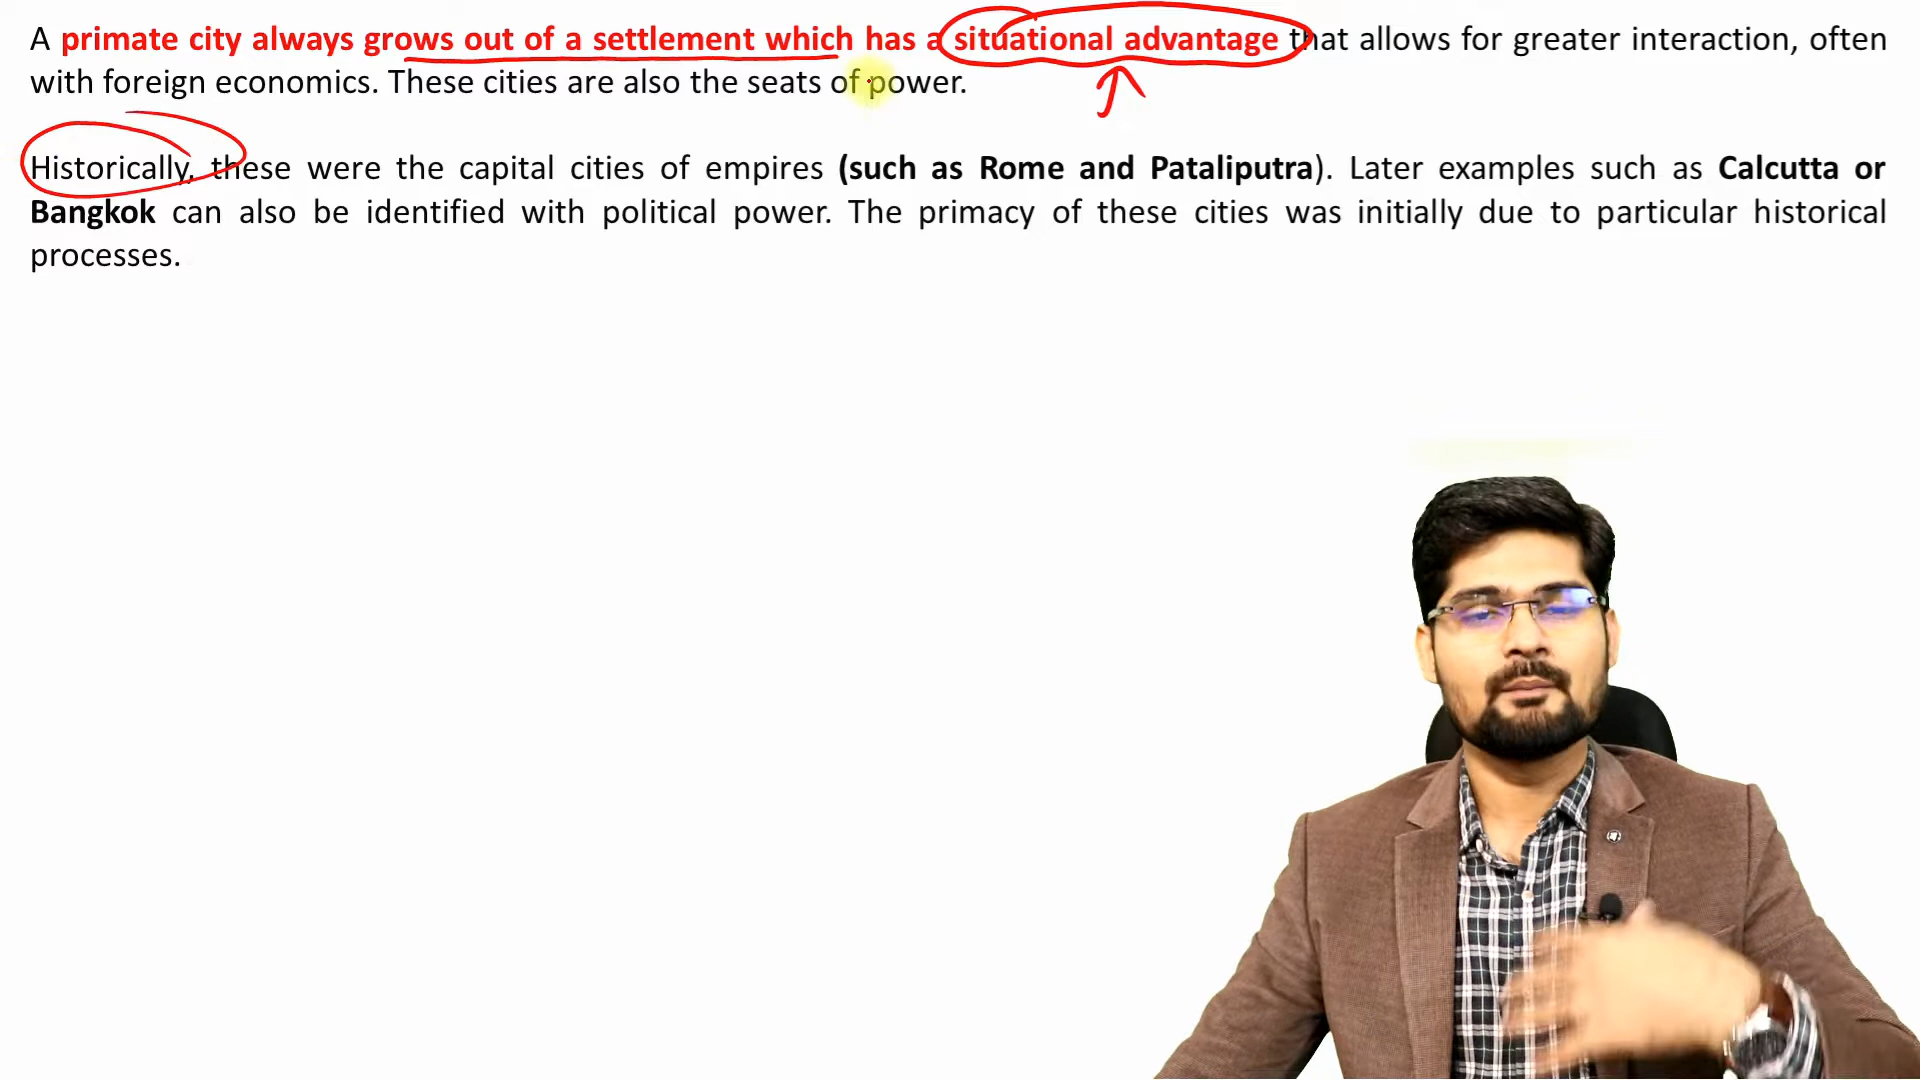 A primate city always grows out of a settlement which has a situational advantage that allows for greater interaction, often
with foreign economics. These cities are also the seats of power.
Historically, these were the capital cities of empires (such as Rome and Pataliputra). Later examples such as Calcutta or
Bangkok can also be identified with political power. The primacy of these cities was initially due to particular historical
processes.